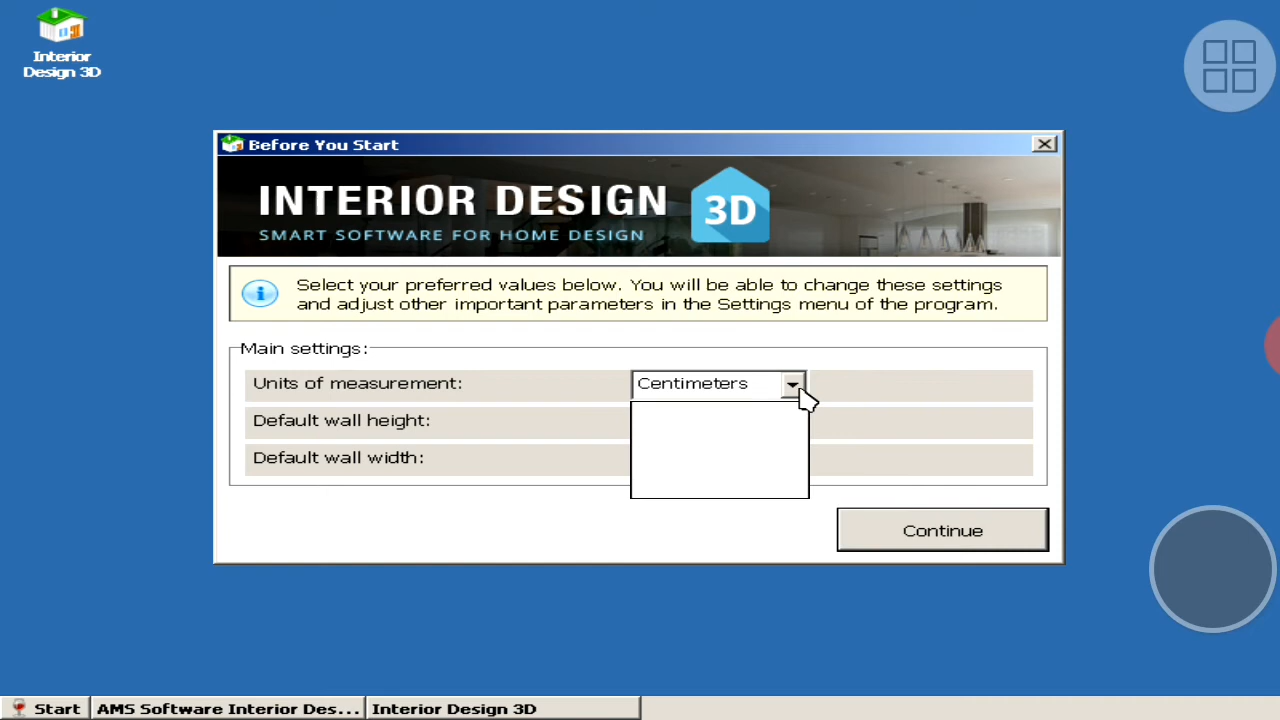 Interior
Design 3D
Before You Start
INTERIOR DESIGN 3D
SMART SOFTWARE FOR HOME DESIGN
Select your preferred values below. You will be able to change these settings
and adjust other important parameters in the Settings menu of the program.
Main settings:
Units of measurement: Centimeters
Default wall height:
Default wall width:
Continue
Start AMS Software Interior Des... Interior Design 3D